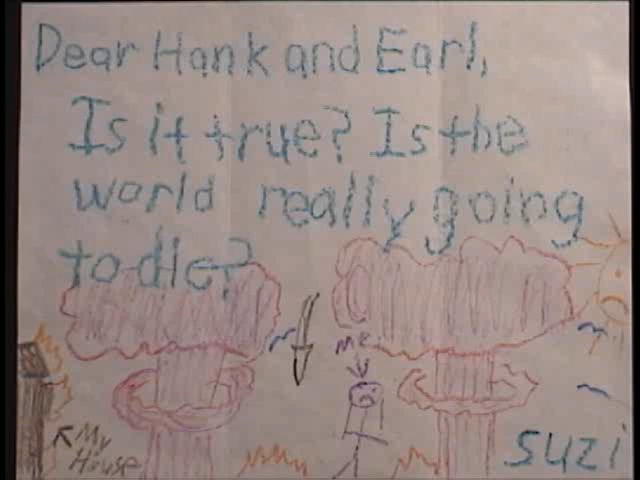 Dear Hank and Earl,
Is it true? Is the
world really going
to die?
me
My
House
suzi